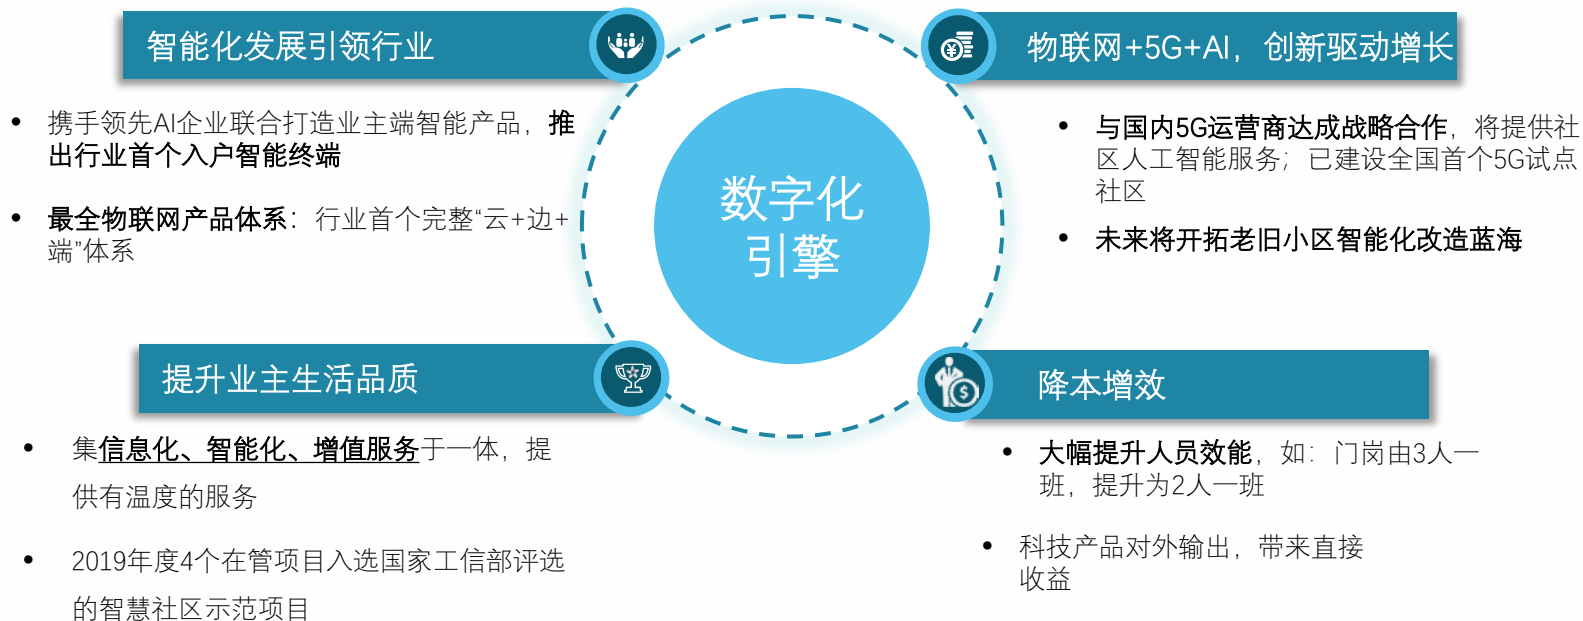 智能化发展引领行业
• 携手领先AI企业联合打造业主端智能产品，推
出行业首个入户智能终端
• 最全物联网产品体系：行业首个完整“云+边+
端”体系
物联网+5G+AI，创新驱动增长
• 与国内5G运营商达成战略合作，将提供社
区人工智能服务；已建设全国首个5G试点
社区
• 未来将开拓老旧小区智能化改造蓝海
数字化
引擎
提升业主生活品质
• 集信息化、智能化、增值服务于一体，提
供有温度的服务
• 2019年度4个在管项目入选国家工信部评选
的智慧社区示范项目
降本增效
• 大幅提升人员效能，如：门岗由3人一
班，提升为2人一班
• 科技产品对外输出，带来直接
收益